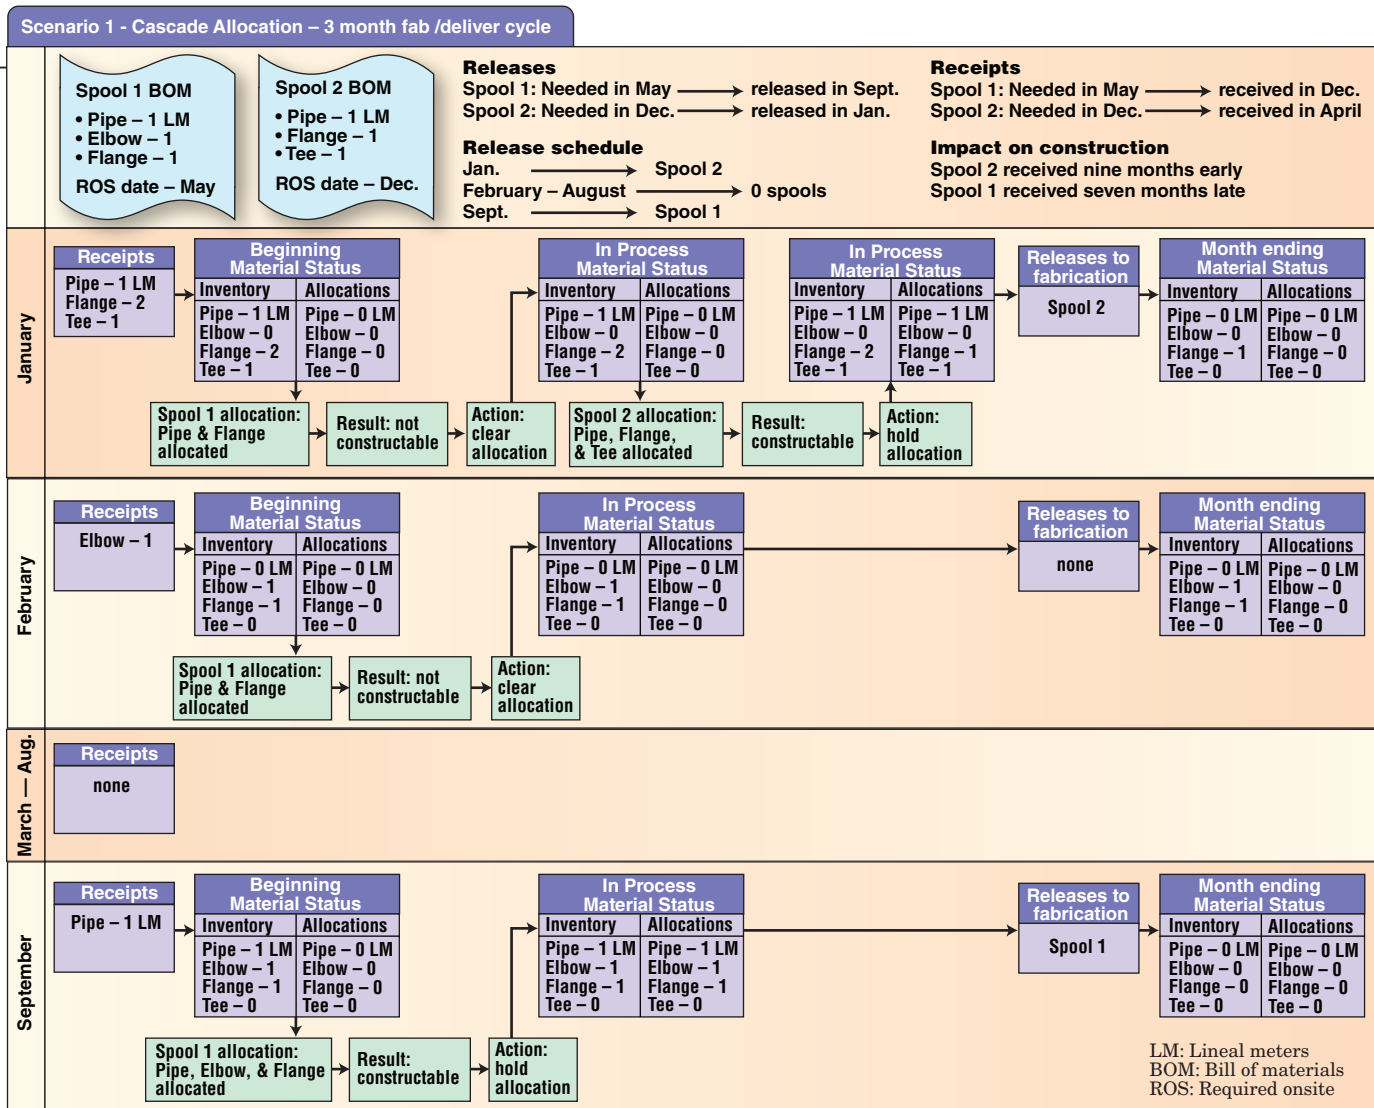 Scenario 1 - Cascade Allocation – 3 month fab /deliver cycle
Spool 1 BOM
• Pipe – 1 LM
• Elbow – 1
• Flange – 1
ROS date – May
Spool 2 BOM
• Pipe – 1 LM
• Flange – 1
• Tee – 1
ROS date – Dec.
Releases
Spool 1: Needed in May → released in Sept.
Spool 2: Needed in Dec. → released in Jan.
Release schedule
Jan. → Spool 2
February – August → 0 spools
Sept. → Spool 1
Receipts
Spool 1: Needed in May → received in Dec.
Spool 2: Needed in Dec. → received in April
Impact on construction
Spool 2 received nine months early
Spool 1 received seven months late
January
Receipts
Pipe – 1 LM
Flange – 2
Tee – 1
Beginning
Material Status
Inventory
Pipe – 1 LM
Elbow – 0
Flange – 2
Tee – 1
Allocations
Pipe – 0 LM
Elbow – 0
Flange – 0
Tee – 0
Spool 1 allocation:
Pipe & Flange
allocated
Result: not
constructable
Action:
clear
allocation
In Process
Material Status
Inventory
Pipe – 1 LM
Elbow – 0
Flange – 2
Tee – 1
Allocations
Pipe – 0 LM
Elbow – 0
Flange – 0
Tee – 0
Spool 2 allocation:
Pipe, Flange,
& Tee allocated
Result:
constructable
Action:
hold
allocation
In Process
Material Status
Inventory
Pipe – 1 LM
Elbow – 0
Flange – 2
Tee – 1
Allocations
Pipe – 1 LM
Elbow – 0
Flange – 1
Tee – 1
Releases to
fabrication
Spool 2
Month ending
Material Status
Inventory
Pipe – 0 LM
Elbow – 0
Flange – 1
Tee – 0
Allocations
Pipe – 0 LM
Elbow – 0
Flange – 0
Tee – 0
February
Receipts
Elbow – 1
Beginning
Material Status
Inventory
Pipe – 0 LM
Elbow – 1
Flange – 1
Tee – 0
Allocations
Pipe – 0 LM
Elbow – 0
Flange – 0
Tee – 0
Spool 1 allocation:
Pipe & Flange
allocated
Result: not
constructable
Action:
clear
allocation
In Process
Material Status
Inventory
Pipe – 0 LM
Elbow – 1
Flange – 1
Tee – 0
Allocations
Pipe – 0 LM
Elbow – 0
Flange – 0
Tee – 0
Releases to
fabrication
none
Month ending
Material Status
Inventory
Pipe – 0 LM
Elbow – 1
Flange – 1
Tee – 0
Allocations
Pipe – 0 LM
Elbow – 0
Flange – 0
Tee – 0
March — Aug.
Receipts
none
September
Receipts
Pipe – 1 LM
Beginning
Material Status
Inventory
Pipe – 1 LM
Elbow – 1
Flange – 1
Tee – 0
Allocations
Pipe – 0 LM
Elbow – 0
Flange – 0
Tee – 0
Spool 1 allocation:
Pipe, Elbow, & Flange
allocated
Result:
constructable
Action:
hold
allocation
In Process
Material Status
Inventory
Pipe – 1 LM
Elbow – 1
Flange – 1
Tee – 0
Allocations
Pipe – 1 LM
Elbow – 1
Flange – 1
Tee – 0
Releases to
fabrication
Spool 1
Month ending
Material Status
Inventory
Pipe – 0 LM
Elbow – 0
Flange – 0
Tee – 0
Allocations
Pipe – 0 LM
Elbow – 0
Flange – 0
Tee – 0
LM: Lineal meters
BOM: Bill of materials
ROS: Required onsite